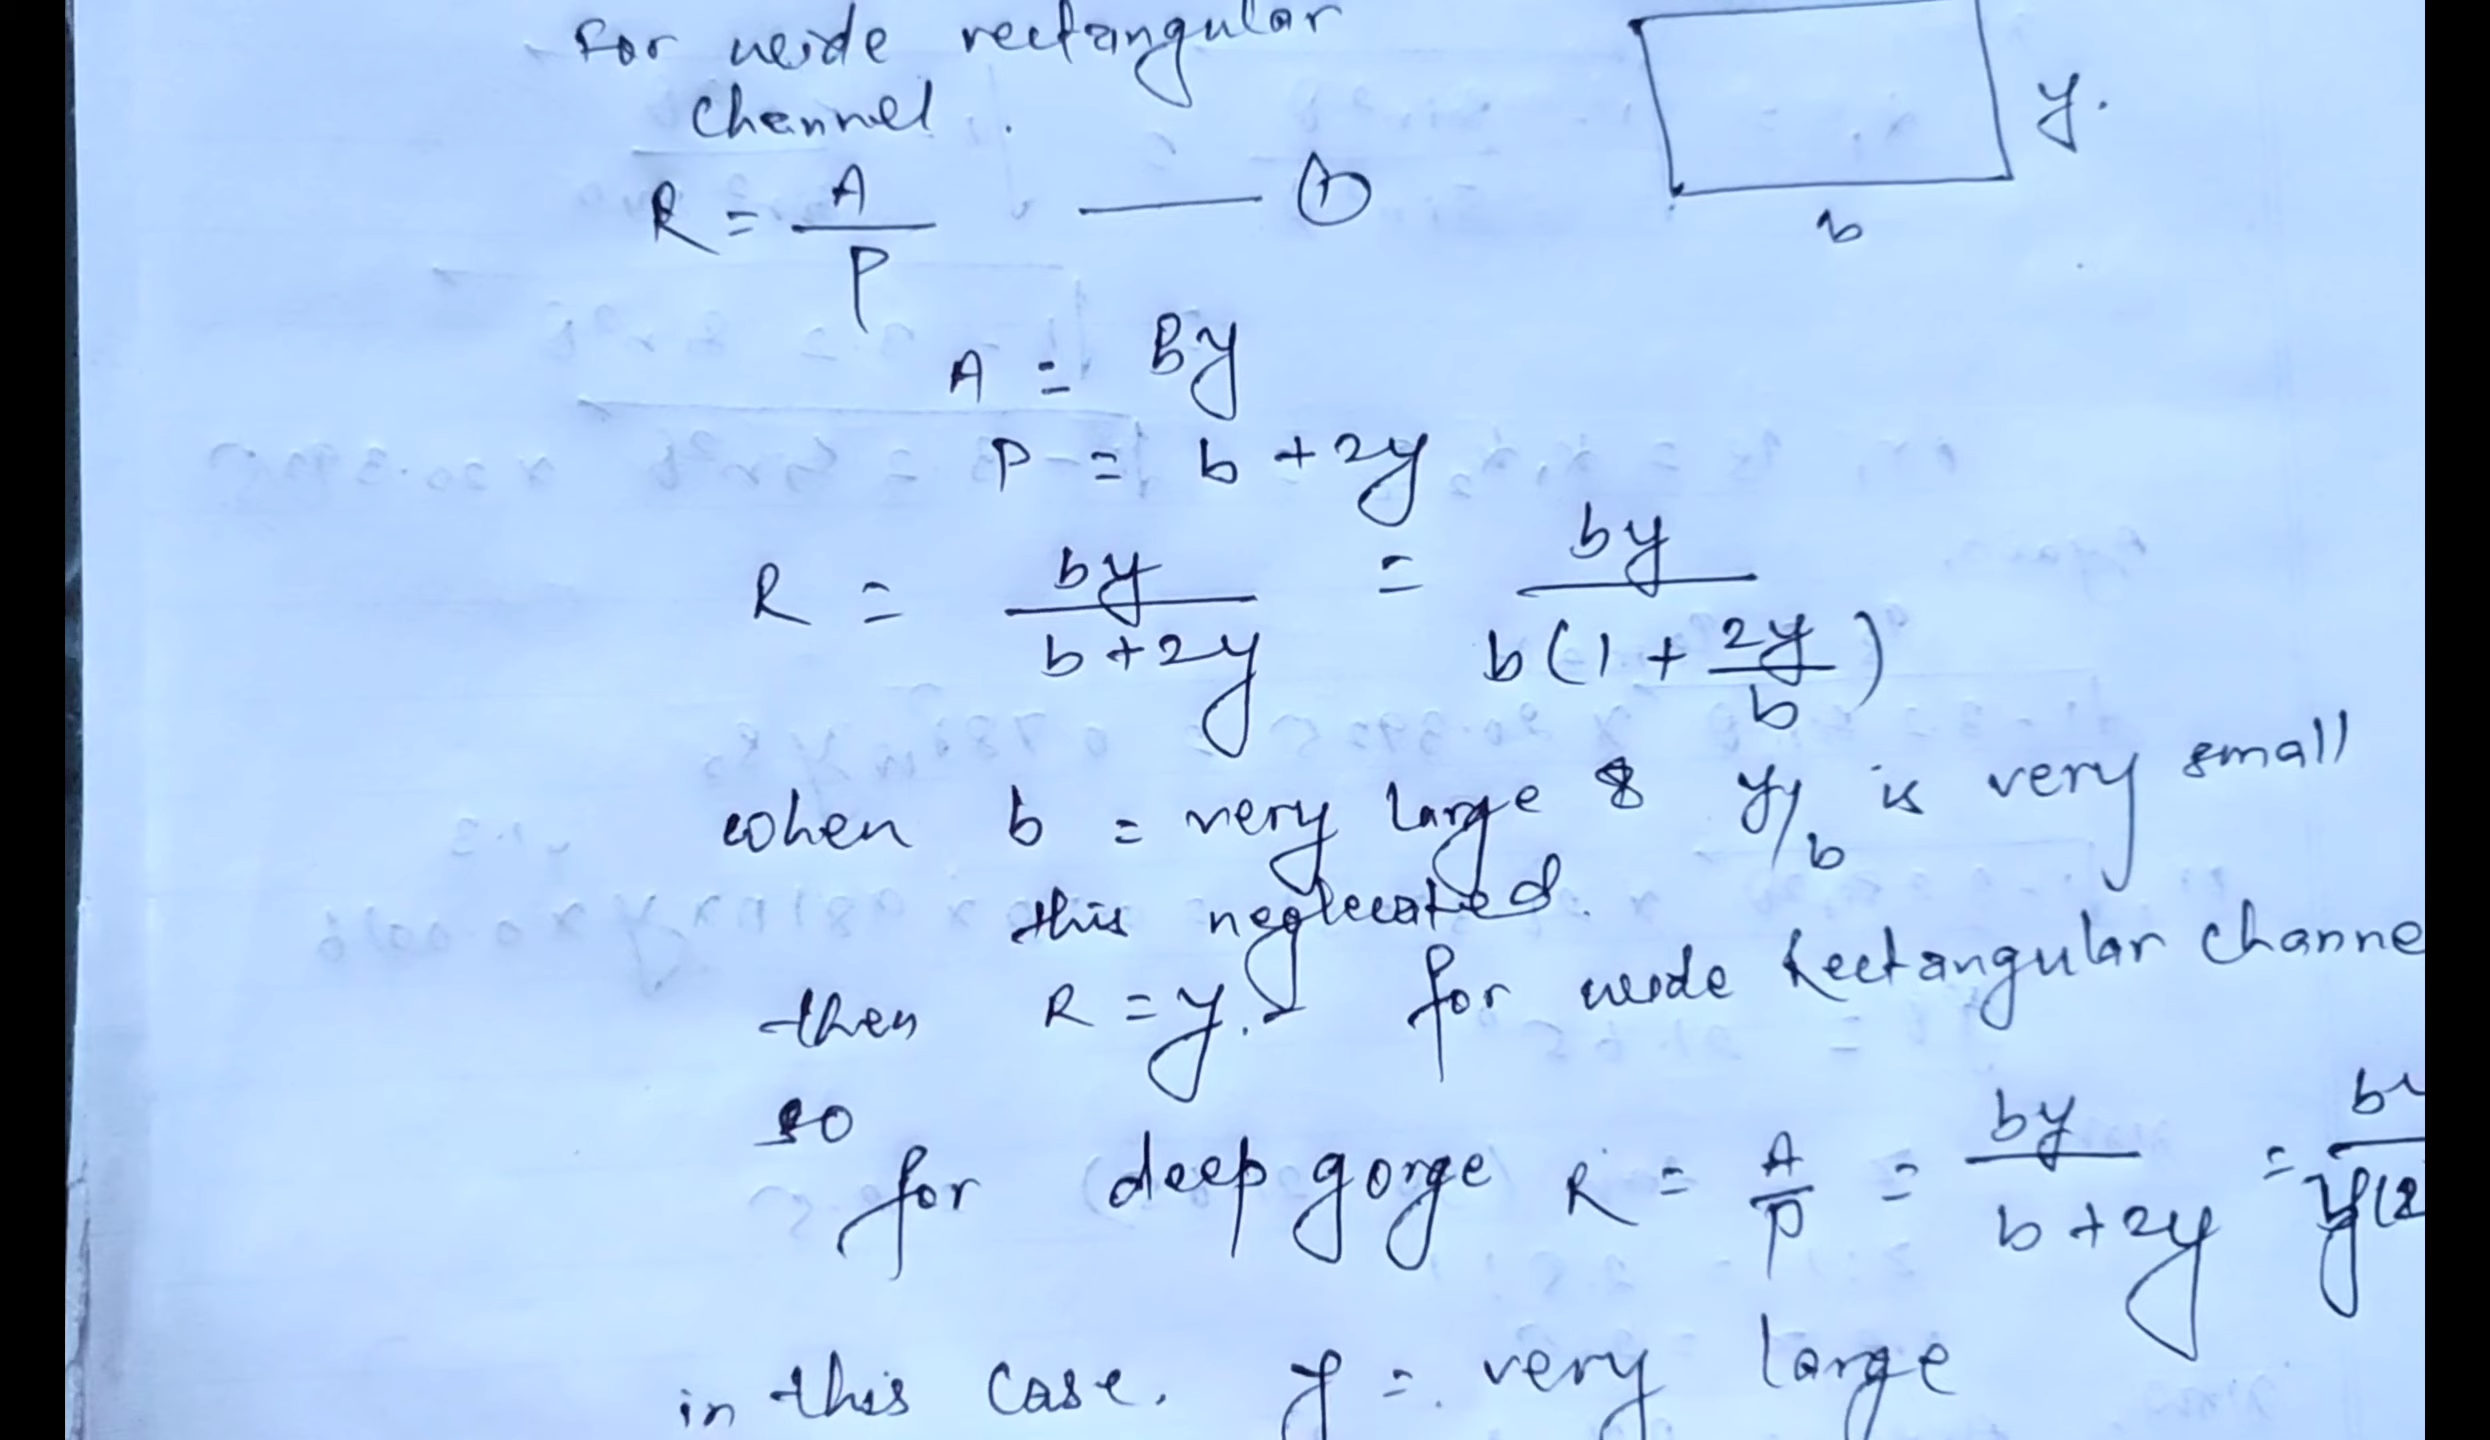 for wide rectangular
channel.
R = A/P —— ①
y.
b
A = By
P = b + 2y
R = by/(b+2y) = by/(b(1 + 2y/b))
when b = very large & y/b is very small
this neglected.
then R = y. for wide Rectangular channe
so
for deep gorge R = A/P = by/(b+2y) =
in this case. y = very large